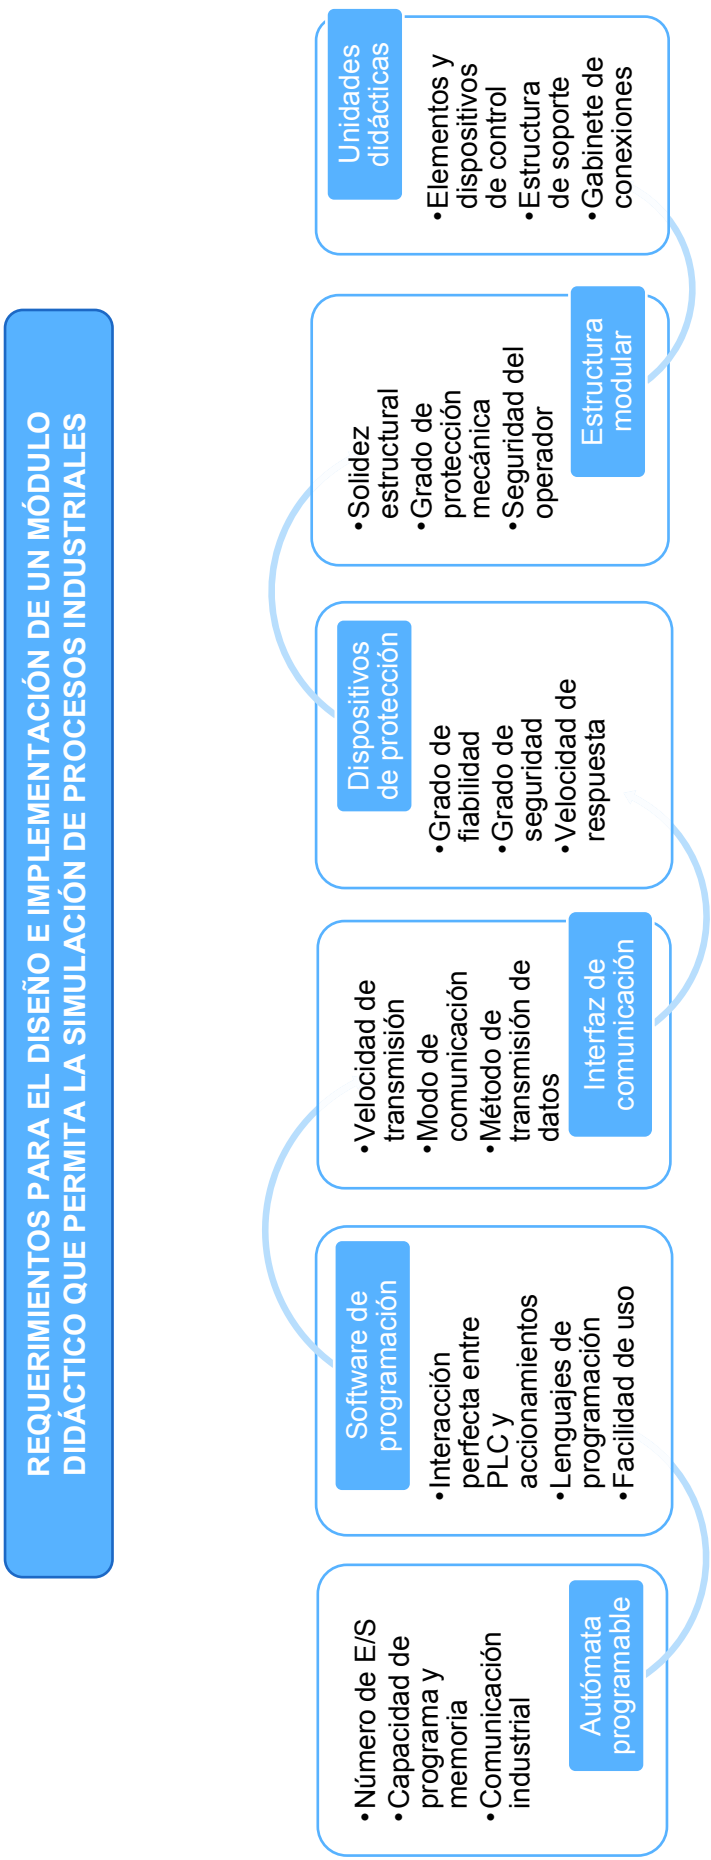 REQUERIMIENTOS PARA EL DISEÑO E IMPLEMENTACIÓN DE UN MÓDULO
DIDÁCTICO QUE PERMITA LA SIMULACIÓN DE PROCESOS INDUSTRIALES
•Número de E/S
•Capacidad de
programa y
memoria
•Comunicación
industrial
Autómata
programable
Software de
programación
•Interacción
perfecta entre
PLC y
accionamientos
•Lenguajes de
programación
•Facilidad de uso
•Velocidad de
transmisión
•Modo de
comunicación
•Método de
transmisión de
datos
Interfaz de
comunicación
Dispositivos
de protección
•Grado de
fiabilidad
•Grado de
seguridad
•Velocidad de
respuesta
•Solidez
estructural
•Grado de
protección
mecánica
•Seguridad del
operador
Estructura
modular
Unidades
didácticas
•Elementos y
dispositivos
de control
•Estructura
de soporte
•Gabinete de
conexiones